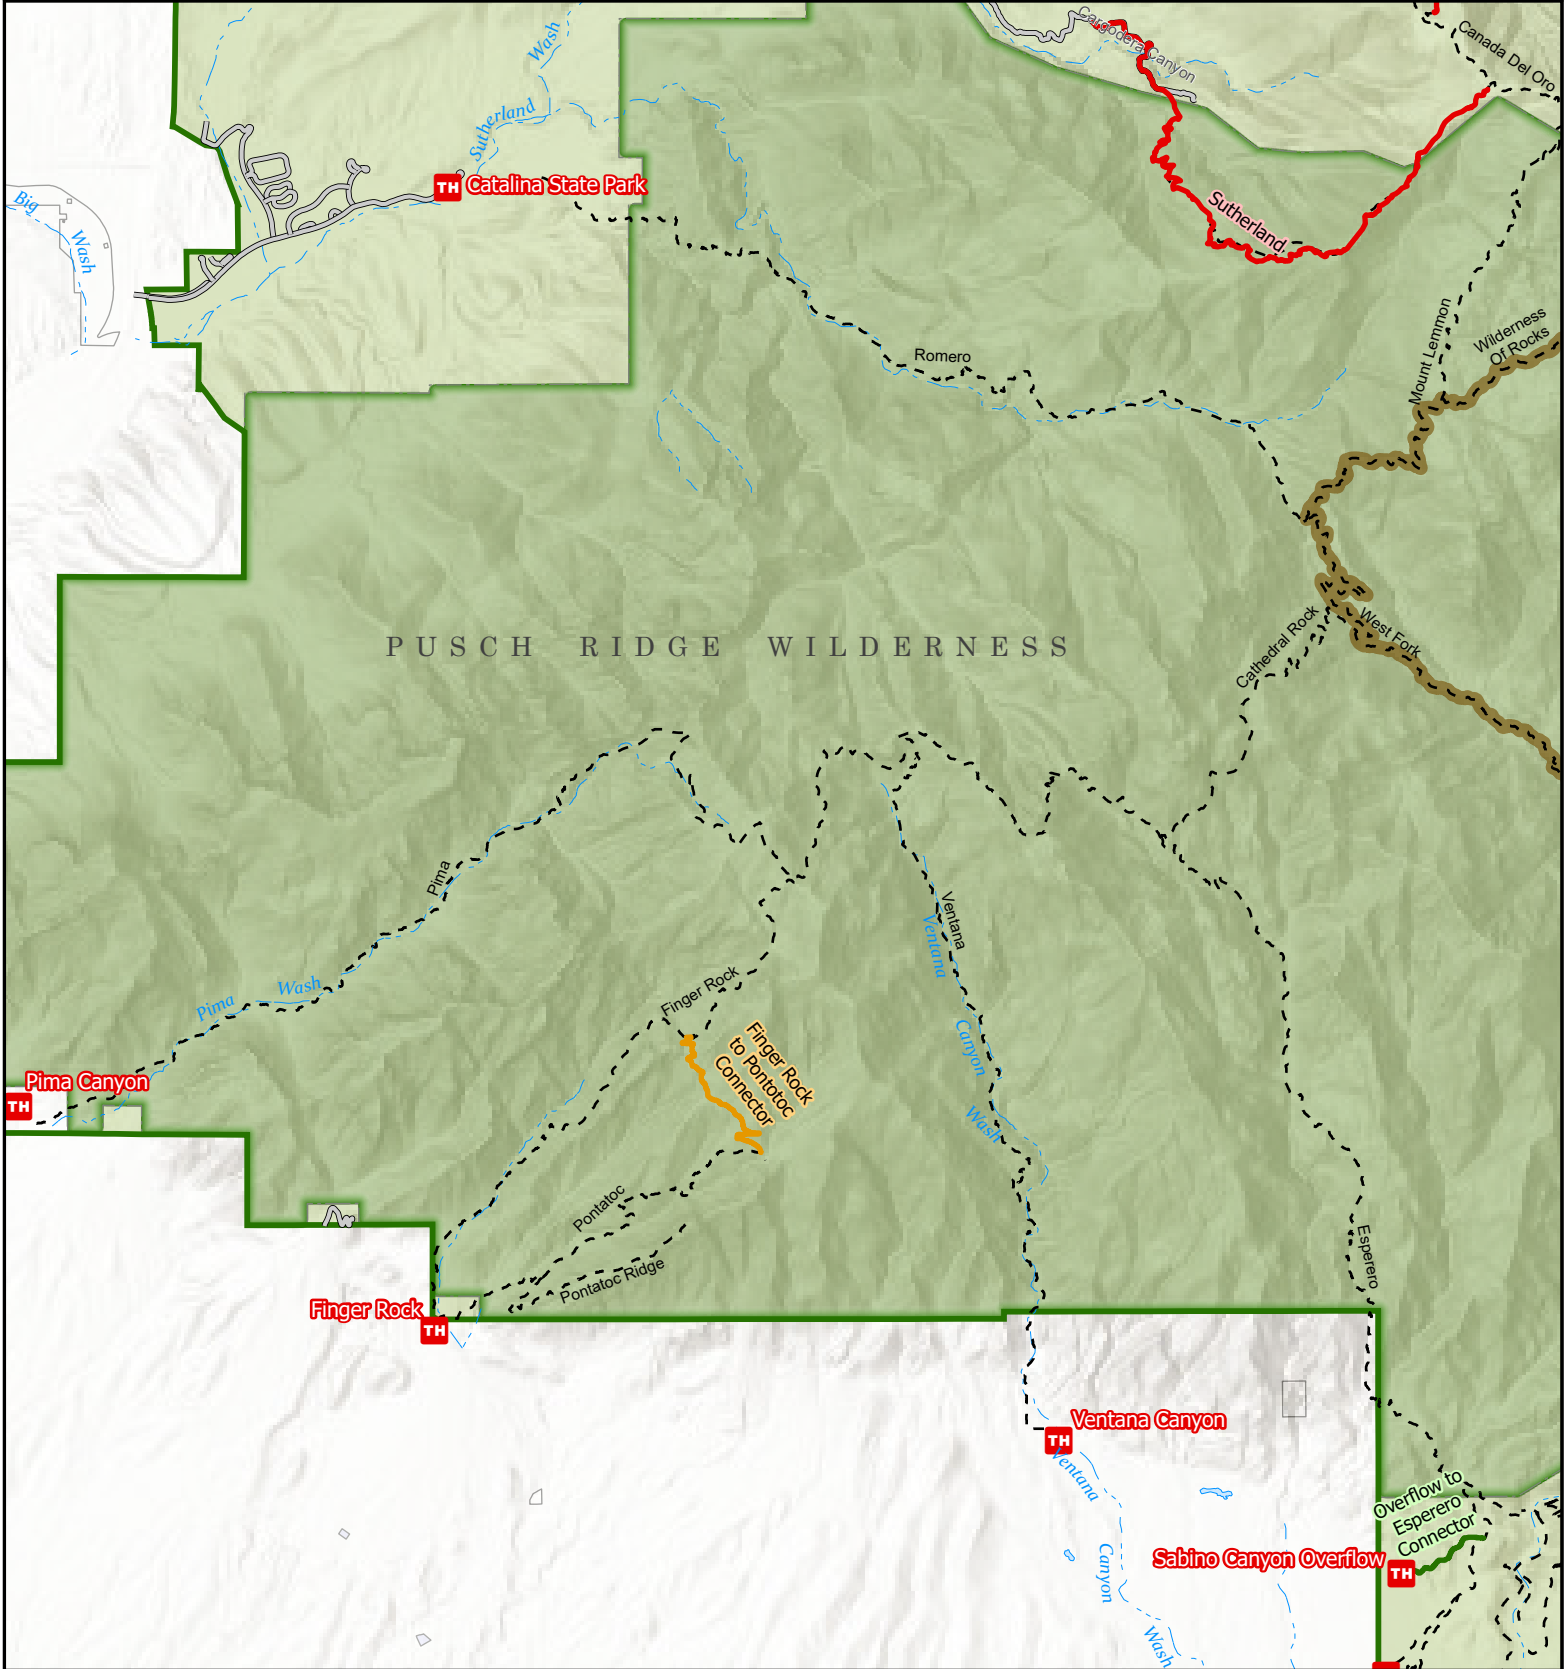 Cargodera Canyon
Canada Del Oro
Wash
Sutherland
TH Catalina State Park
Big
Wash
Sutherland
Mount Lemmon
Wilderness
Of Rocks
Romero
PUSCH RIDGE WILDERNESS
Cathedral Rock
West Fork
Pima
Ventana
Ventana
Finger Rock
Pima
Wash
Finger Rock
to Pontotoc
Connector
Canyon
Pima Canyon
TH
Wash
Pontatoc
Esperero
Pontatoc Ridge
Finger Rock
TH
Ventana Canyon
TH
Ventana
Canyon
Wash
Overflow to
Esperero
Connector
Sabino Canyon Overflow
TH